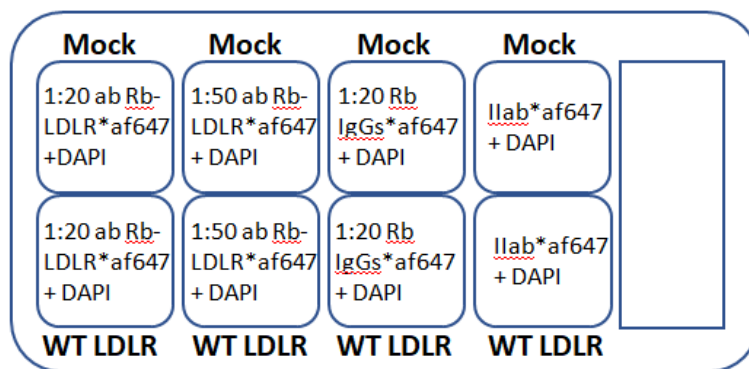 Mock Mock Mock Mock
1:20 ab Rb-
LDLR*af647
+DAPI
1:50 ab Rb-
LDLR*af647
+ DAPI
1:20 Rb
IgGs*af647
+ DAPI
IIab*af647
+ DAPI
1:20 ab Rb-
LDLR*af647
+ DAPI
1:50 ab Rb-
LDLR*af647
+ DAPI
1:20 Rb
IgGs*af647
+ DAPI
IIab*af647
+ DAPI
WT LDLR WT LDLR WT LDLR WT LDLR